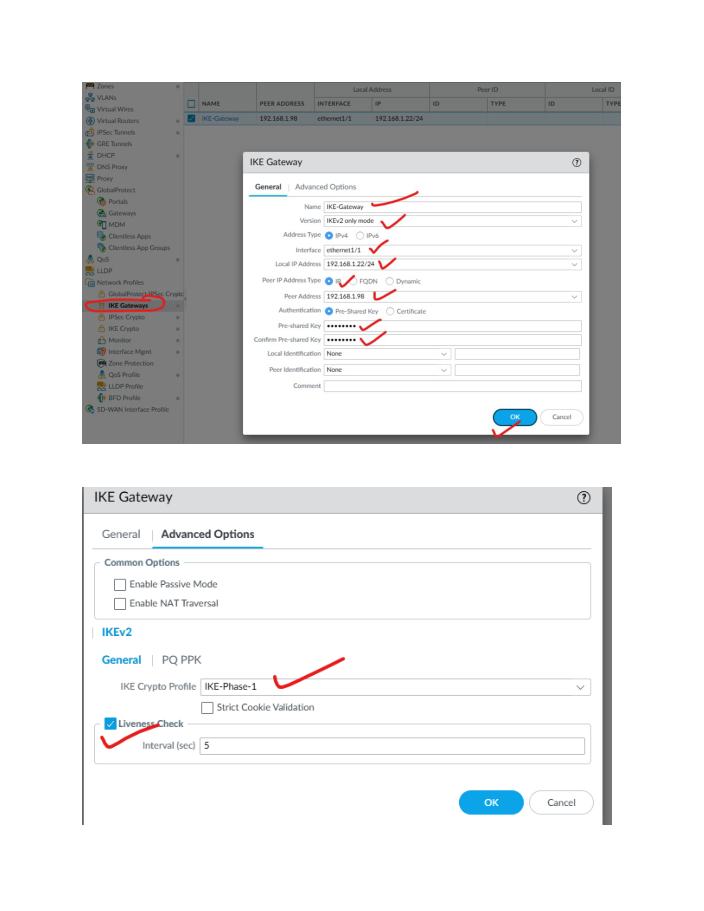 Zones
VLANs
Virtual Wires
Virtual Routers
IPSec Tunnels
GRE Tunnels
DHCP
DNS Proxy
Proxy
GlobalProtect
Portals
Gateways
MDM
Clientless Apps
Clientless App Groups
QoS
LLDP
Network Profiles
GlobalProtect IPSec Crypto
IKE Gateways
IPSec Crypto
IKE Crypto
Monitor
Interface Mgmt
Zone Protection
QoS Profile
LLDP Profile
BFD Profile
SD-WAN Interface Profile
Local Address Peer ID Local ID
NAME PEER ADDRESS INTERFACE IP ID TYPE ID TYPE
IKE-Gateway 192.168.1.98 ethernet1/1 192.168.1.22/24
IKE Gateway
General Advanced Options
Name IKE-Gateway
Version IKEv2 only mode
Address Type IPv4 IPv6
Interface ethernet1/1
Local IP Address 192.168.1.22/24
Peer IP Address Type IP FQDN Dynamic
Peer Address 192.168.1.98
Authentication Pre-Shared Key Certificate
Pre-shared Key ••••••••
Confirm Pre-shared Key ••••••••
Local Identification None
Peer Identification None
Comment
OK Cancel
IKE Gateway
General Advanced Options
Common Options
Enable Passive Mode
Enable NAT Traversal
IKEv2
General PQ PPK
IKE Crypto Profile IKE-Phase-1
Strict Cookie Validation
Liveness Check
Interval (sec) 5
OK Cancel